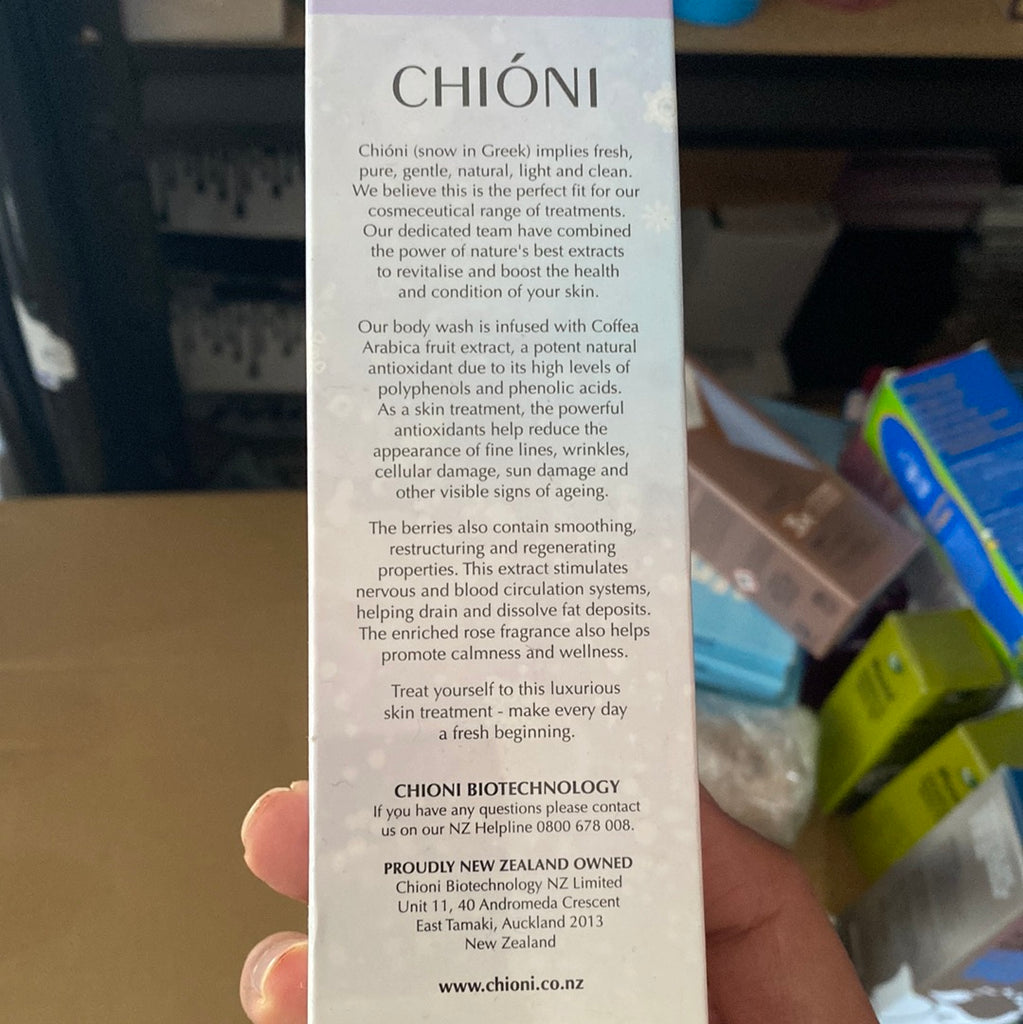 CHIÓNI
Chióni (snow in Greek) implies fresh,
pure, gentle, natural, light and clean.
We believe this is the perfect fit for our
cosmeceutical range of treatments.
Our dedicated team have combined
the power of nature's best extracts
to revitalise and boost the health
and condition of your skin.
Our body wash is infused with Coffea
Arabica fruit extract, a potent natural
antioxidant due to its high levels of
polyphenols and phenolic acids.
As a skin treatment, the powerful
antioxidants help reduce the
appearance of fine lines, wrinkles,
cellular damage, sun damage and
other visible signs of ageing.
The berries also contain smoothing,
restructuring and regenerating
properties. This extract stimulates
nervous and blood circulation systems,
helping drain and dissolve fat deposits.
The enriched rose fragrance also helps
promote calmness and wellness.
Treat yourself to this luxurious
skin treatment - make every day
a fresh beginning.
CHIONI BIOTECHNOLOGY
If you have any questions please contact
us on our NZ Helpline 0800 678 008.
PROUDLY NEW ZEALAND OWNED
Chioni Biotechnology NZ Limited
Unit 11, 40 Andromeda Crescent
East Tamaki, Auckland 2013
New Zealand
www.chioni.co.nz